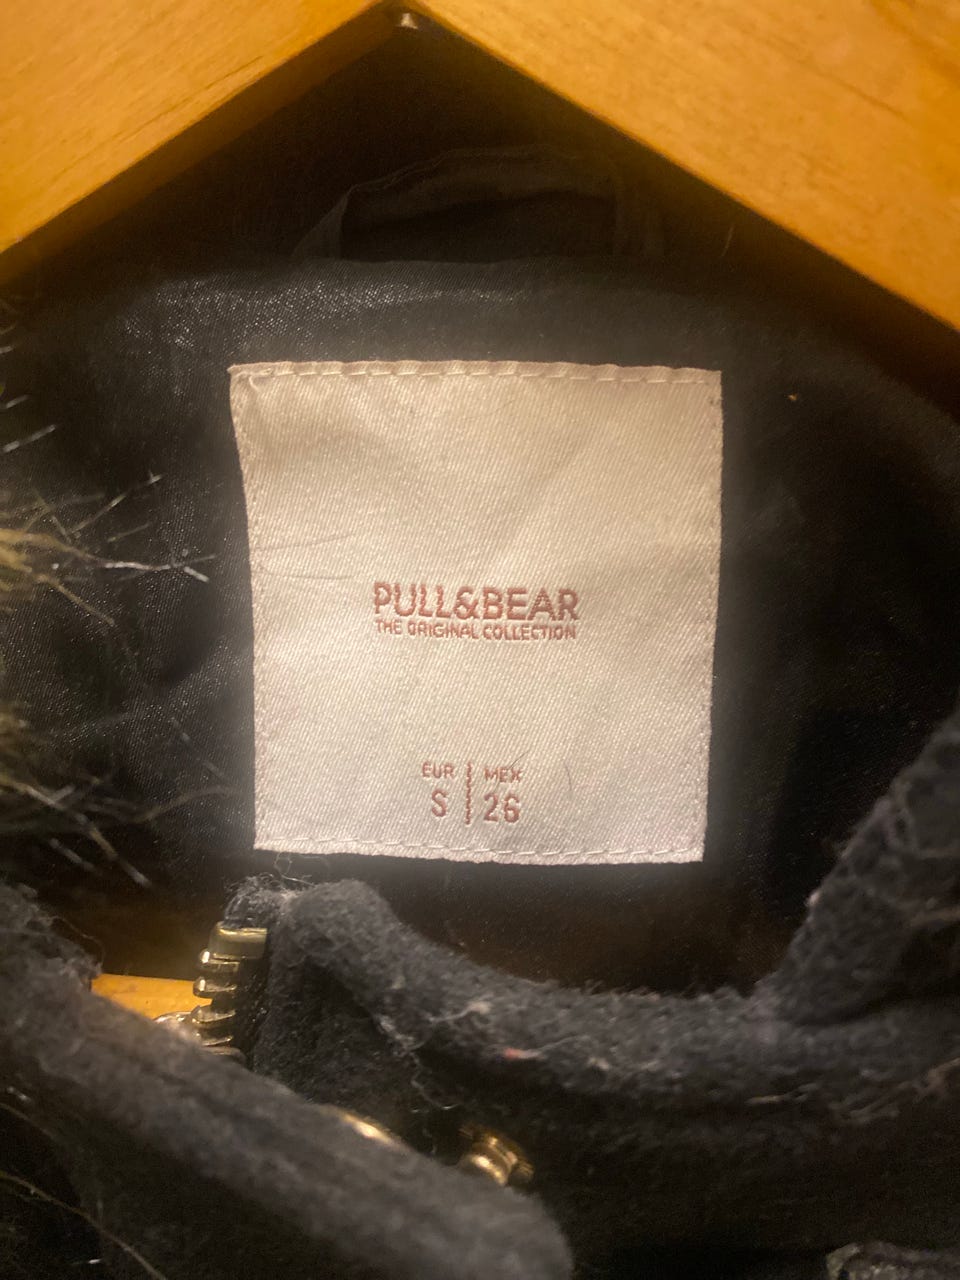 PULL&BEAR
THE ORIGINAL COLLECTION
EUR | MEX
S | 26